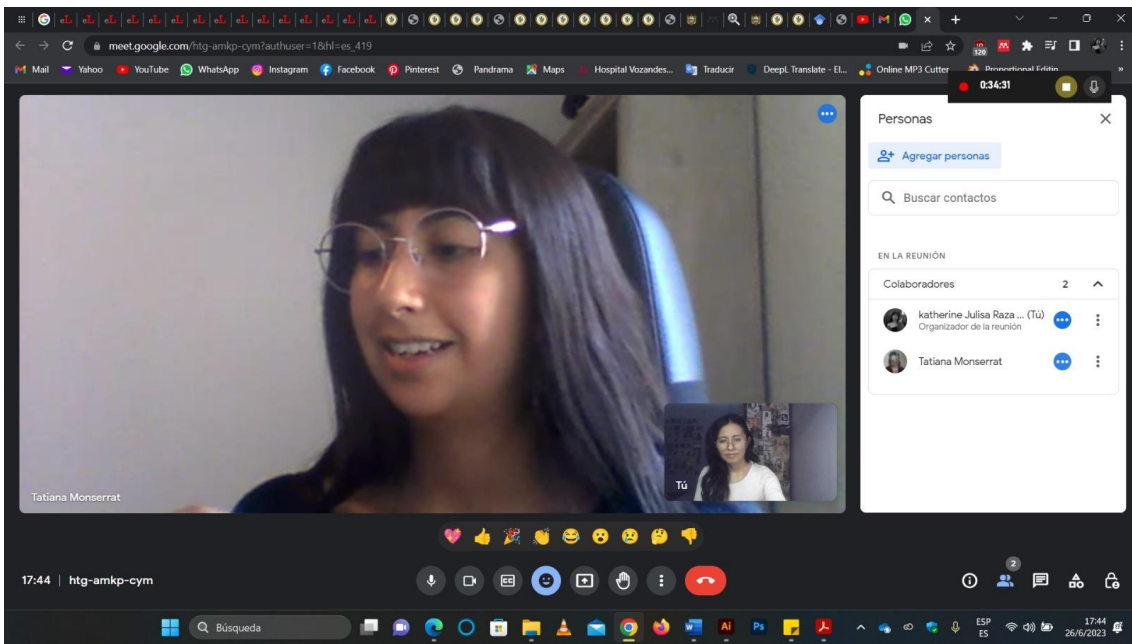 meet.google.com/htg-amkp-cym?authuser=1&hl=es_419
Mail
Yahoo
YouTube
WhatsApp
Instagram
Facebook
Pinterest
Pandrama
Maps
Hospital Vozandes...
Traducir
DeepL Translate - El...
Online MP3 Cutter
Proportional Editin
»
0:34:31
Personas
Agregar personas
Buscar contactos
EN LA REUNIÓN
Colaboradores 2
katherine Julisa Raza ... (Tú)
Organizador de la reunión
Tatiana Monserrat
Tú
Tatiana Monserrat
17:44 | htg-amkp-cym
2
Búsqueda
ESP
ES
17:44
26/6/2023